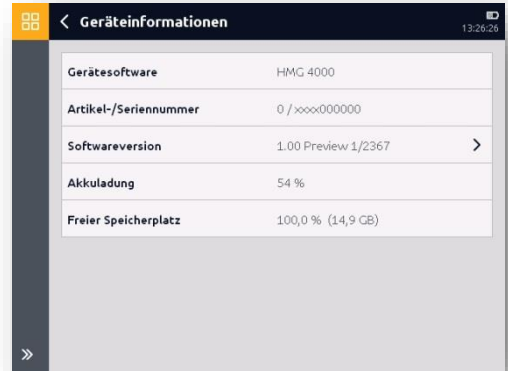 Geräteinformationen
13:26:26
Gerätesoftware HMG 4000
Artikel-/Seriennummer 0 / xxxx000000
Softwareversion 1.00 Preview 1/2367
Akkuladung 54 %
Freier Speicherplatz 100,0 % (14,9 GB)